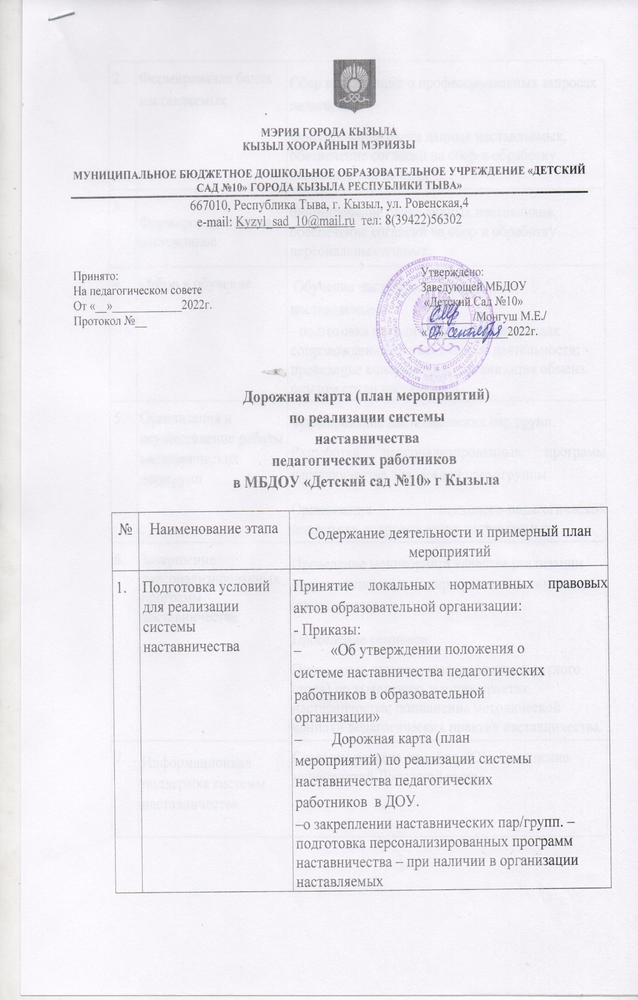 МЭРИЯ ГОРОДА КЫЗЫЛА
КЫЗЫЛ ХООРАЙНЫН МЭРИЯЗЫ
МУНИЦИПАЛЬНОЕ БЮДЖЕТНОЕ ДОШКОЛЬНОЕ ОБРАЗОВАТЕЛЬНОЕ УЧРЕЖДЕНИЕ «ДЕТСКИЙ
САД №10» ГОРОДА КЫЗЫЛА РЕСПУБЛИКИ ТЫВА»
667010, Республика Тыва, г. Кызыл, ул. Ровенская,4
e-mail: Kyzyl_sad_10@mail.ru тел: 8(39422)56302
Принято:
На педагогическом совете
От «__»____________2022г.
Протокол №__
Утверждено:
Заведующей МБДОУ
«Детский Сад №10»
_________/Монгуш М.Е./
«07» сентября 2022г.
Дорожная карта (план мероприятий)
по реализации системы
наставничества
педагогических работников
в МБДОУ «Детский сад №10» г Кызыла
№ Наименование этапа Содержание деятельности и примерный план
мероприятий
1. Подготовка условий
для реализации
системы
наставничества
Принятие локальных нормативных правовых
актов образовательной организации:
- Приказы:
– «Об утверждении положения о
системе наставничества педагогических
работников в образовательной
организации»
– Дорожная карта (план
мероприятий) по реализации системы
наставничества педагогических
работников в ДОУ.
–о закреплении наставнических пар/групп. –
подготовка персонализированных программ
наставничества – при наличии в организации
наставляемых